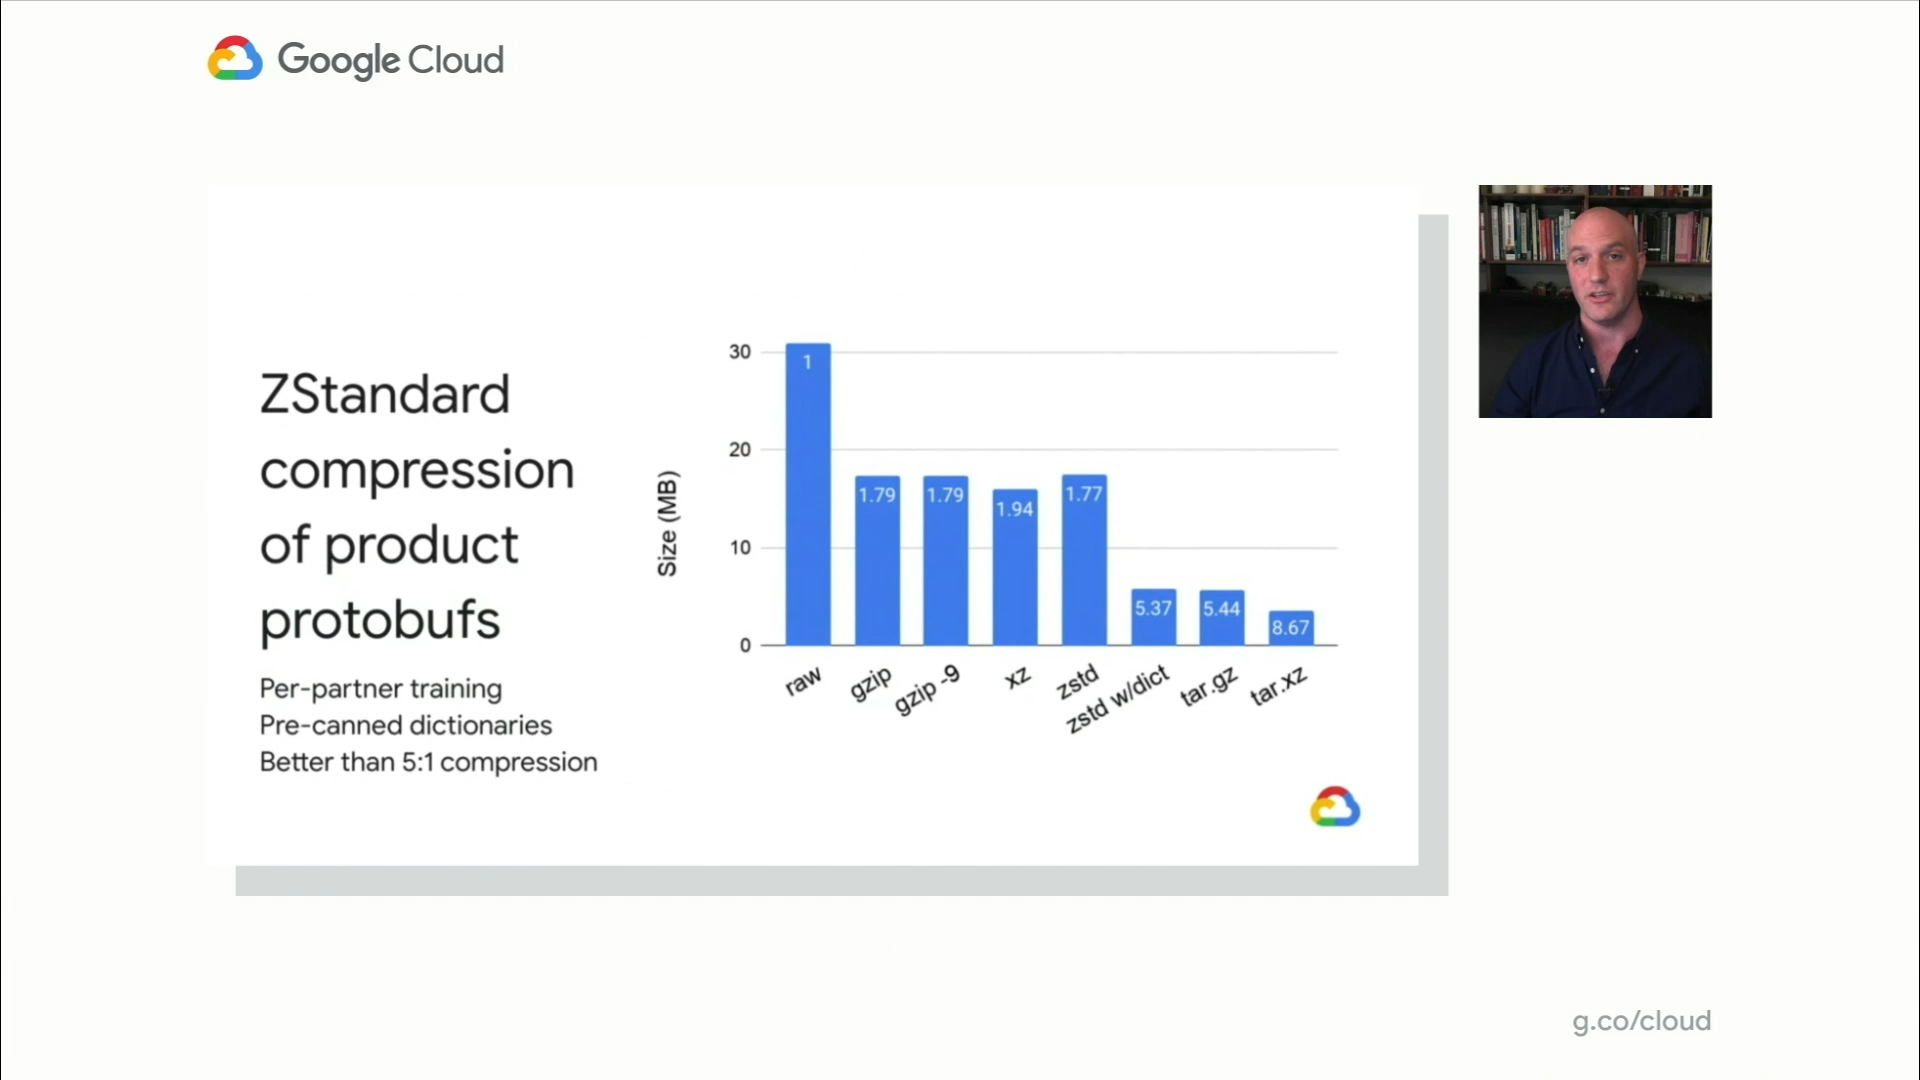 Google Cloud
ZStandard
compression
of product
protobufs
Per-partner training
Pre-canned dictionaries
Better than 5:1 compression
Size (MB)
30
20
10
0
1
1.79
1.79
1.94
1.77
5.37
5.44
8.67
raw
gzip
gzip -9
xz
zstd
zstd w/dict
tar.gz
tar.xz
g.co/cloud